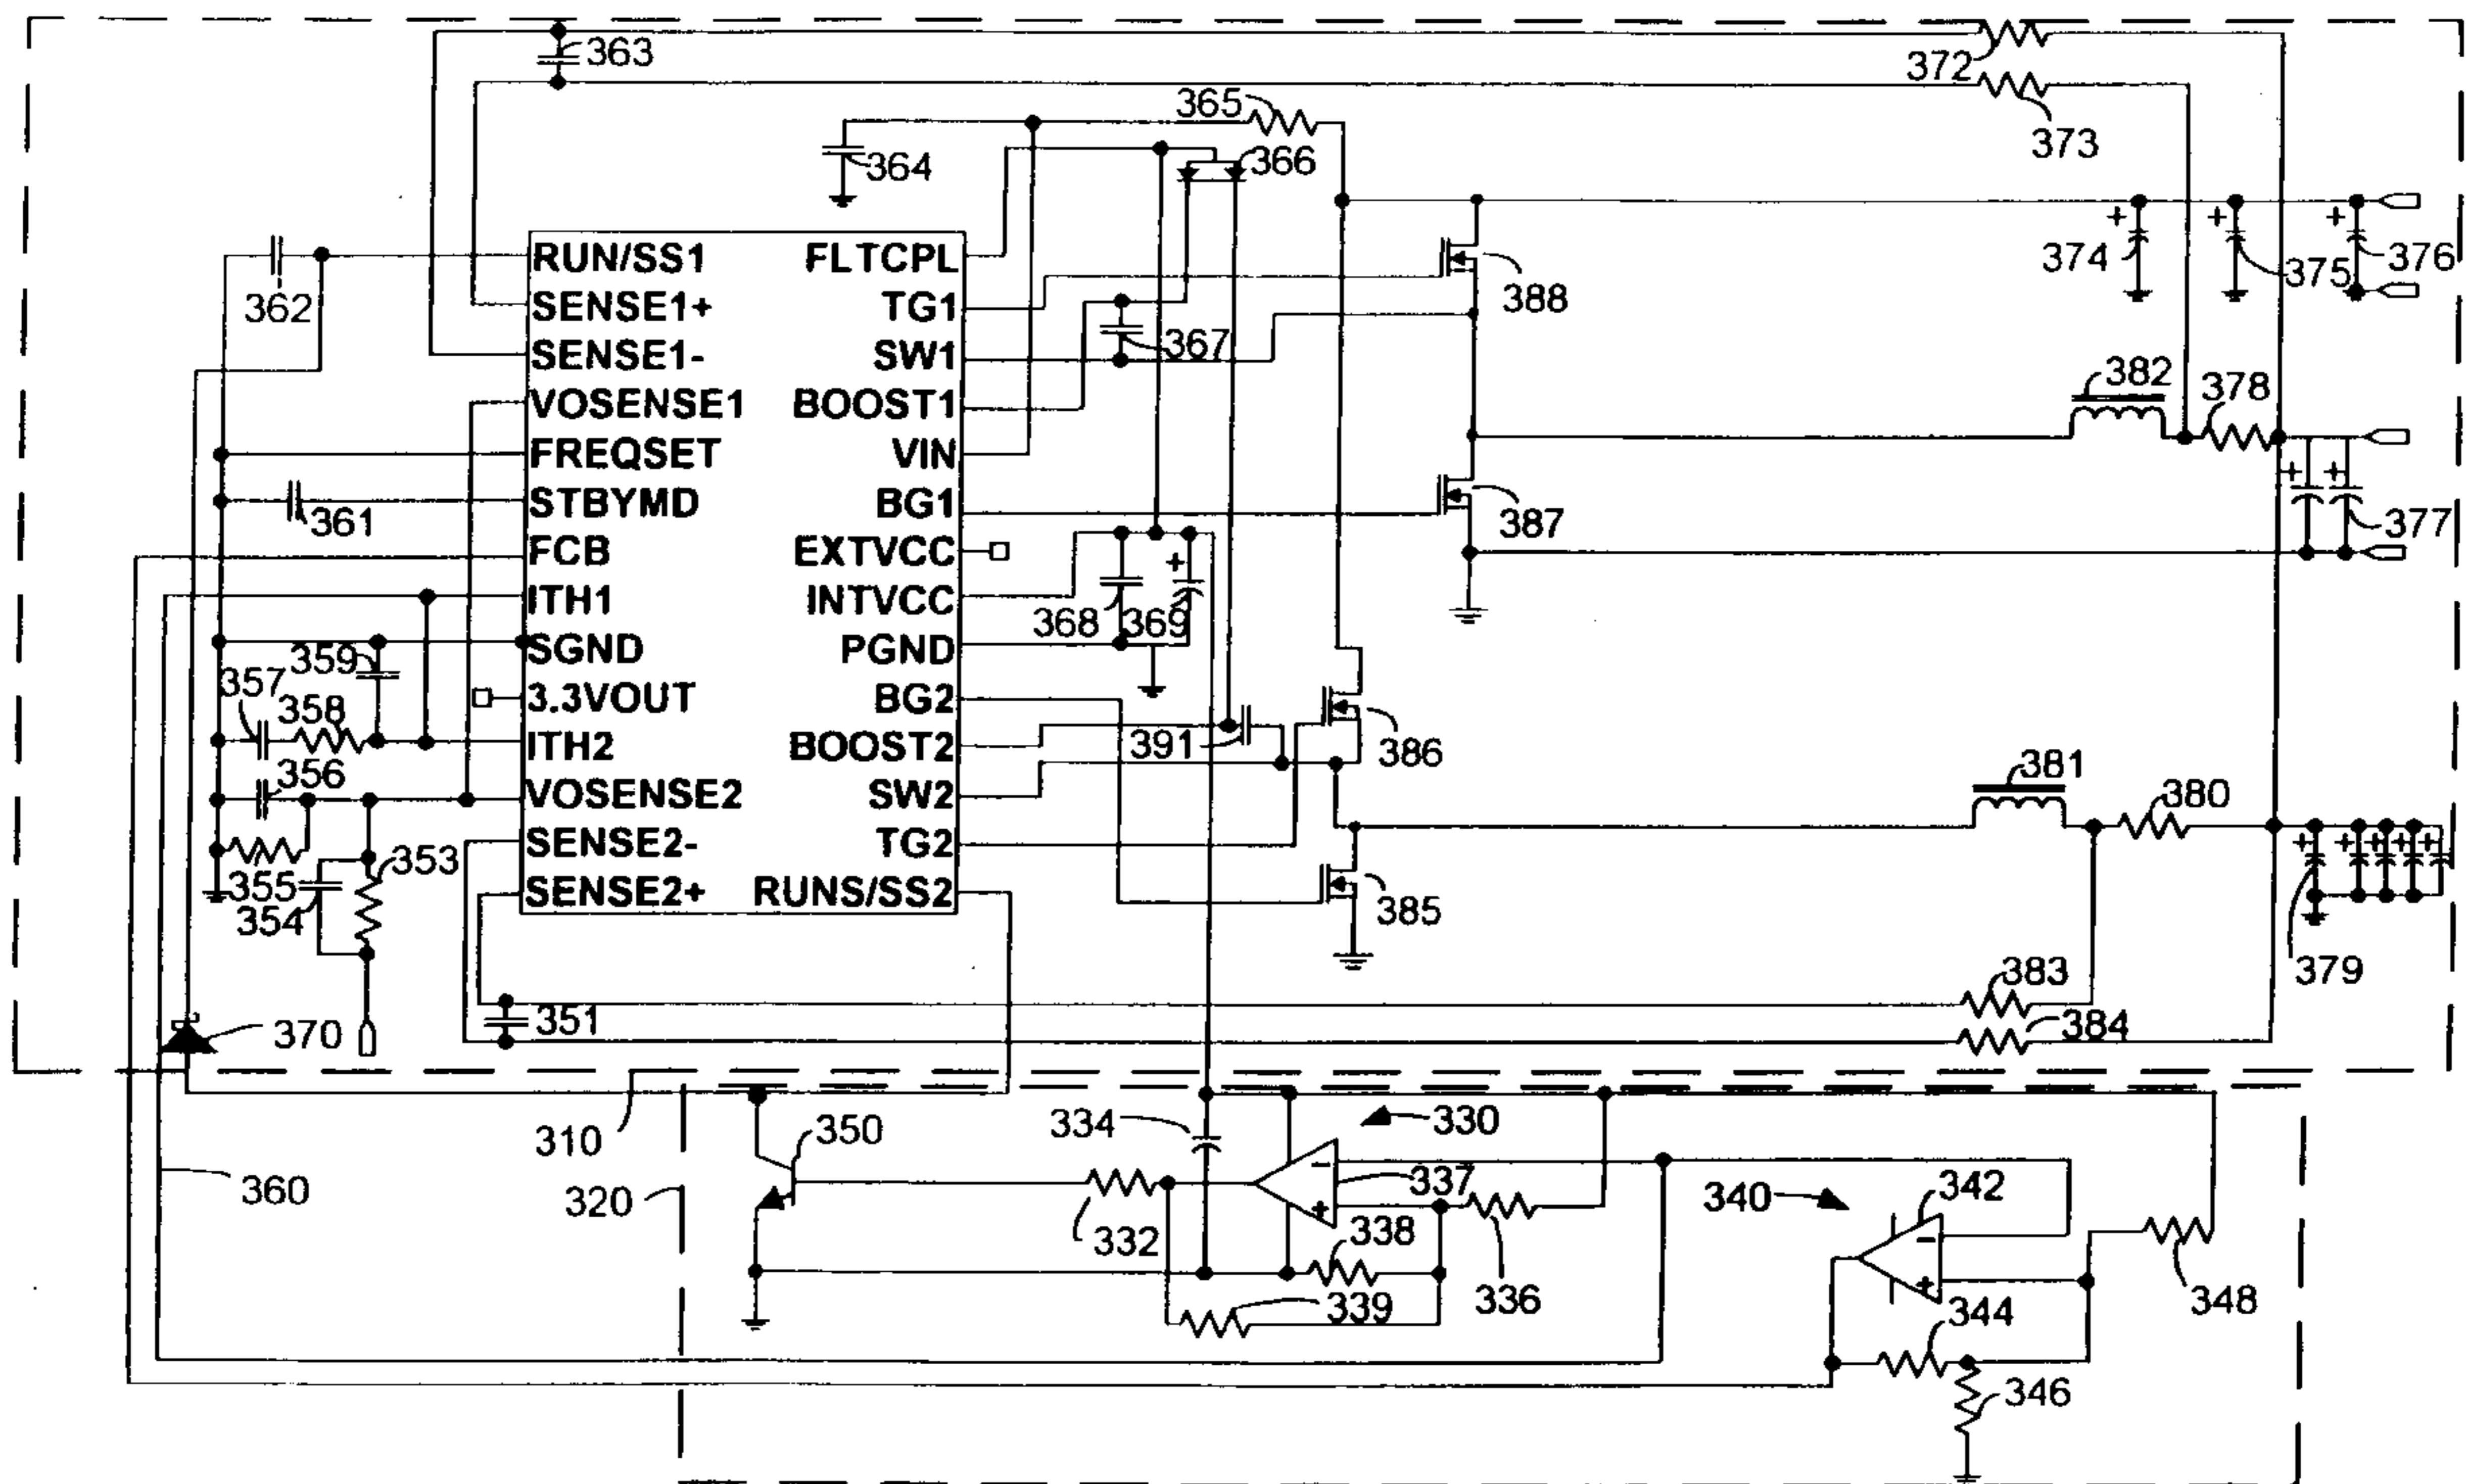 363
372
373
365
364
366
362
RUN/SS1
SENSE1+
SENSE1-
VOSENSE1
FREQSET
STBYMD
FCB
ITH1
SGND
3.3VOUT
ITH2
VOSENSE2
SENSE2-
SENSE2+
FLTCPL
TG1
SW1
BOOST1
VIN
BG1
EXTVCC
INTVCC
PGND
BG2
BOOST2
SW2
TG2
RUNS/SS2
388
+
374
+
375
+
376
367
382
378
361
387
+
+
377
368
+
369
359
357
358
391
386
356
381
380
355
353
354
385
+
+
+
+
+
379
351
383
384
370
310
350
334
330
320
360
332
337
-
+
338
339
336
340
342
-
+
344
348
346